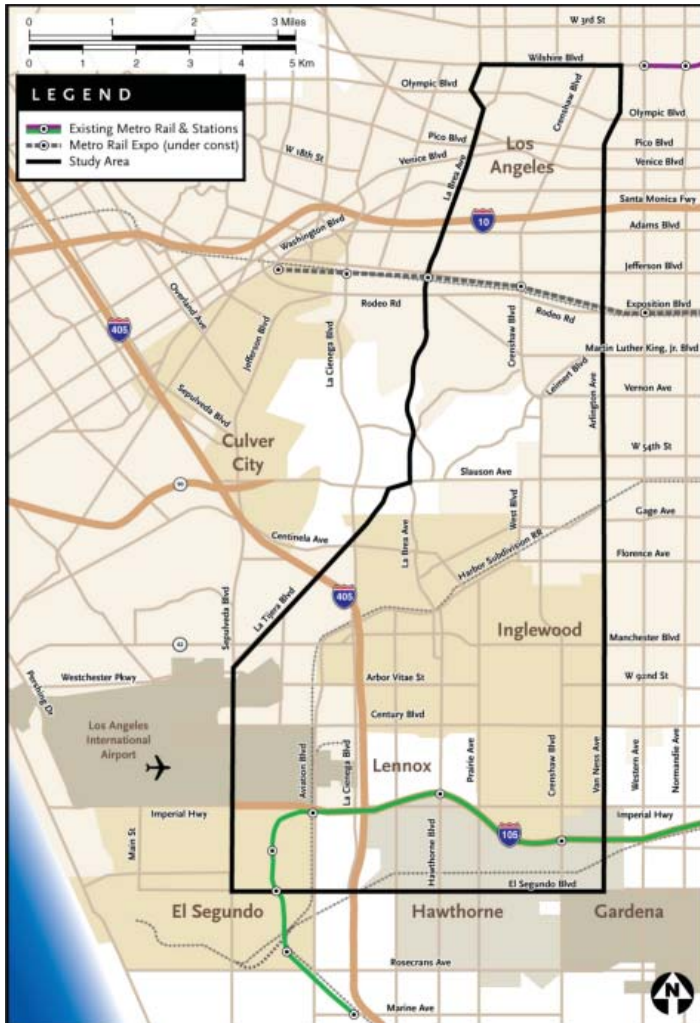 0 1 2 3 Miles
0 1 2 3 4 5 Km
LEGEND
Existing Metro Rail & Stations
Metro Rail Expo (under const)
Study Area
W 3rd St
Wilshire Blvd
Olympic Blvd
Crenshaw Blvd
Olympic Blvd
Pico Blvd
Los
Angeles
Pico Blvd
W 18th St
Venice Blvd
Venice Blvd
La Brea Ave
Santa Monica Fwy
10
Adams Blvd
Washington Blvd
Jefferson Blvd
Overland Ave
Rodeo Rd
Exposition Blvd
Rodeo Rd
INTERSTATE
405
Jefferson Blvd
La Cienega Blvd
Crenshaw Blvd
Martin Luther King, Jr. Blvd
Leimert Blvd
Vernon Ave
Sepulveda Blvd
Arlington Ave
Culver
City
W 54th St
Slauson Ave
90
West Blvd
Gage Ave
Centinela Ave
La Brea Ave
Harbor Subdivision RR
Florence Ave
405
La Tijera Blvd
Sepulveda Blvd
Inglewood
42
Manchester Blvd
Westchester Pkwy
Arbor Vitae St
W 92nd St
Pershing Dr
Century Blvd
Los Angeles
International
Airport
Aviation Blvd
La Cienega Blvd
Lennox
Prairie Ave
Crenshaw Blvd
Van Ness Ave
Western Ave
Normandie Ave
Imperial Hwy
Imperial Hwy
Main St
Hawthorne Blvd
105
El Segundo Blvd
El Segundo
Hawthorne
Gardena
Rosecrans Ave
Marine Ave
N